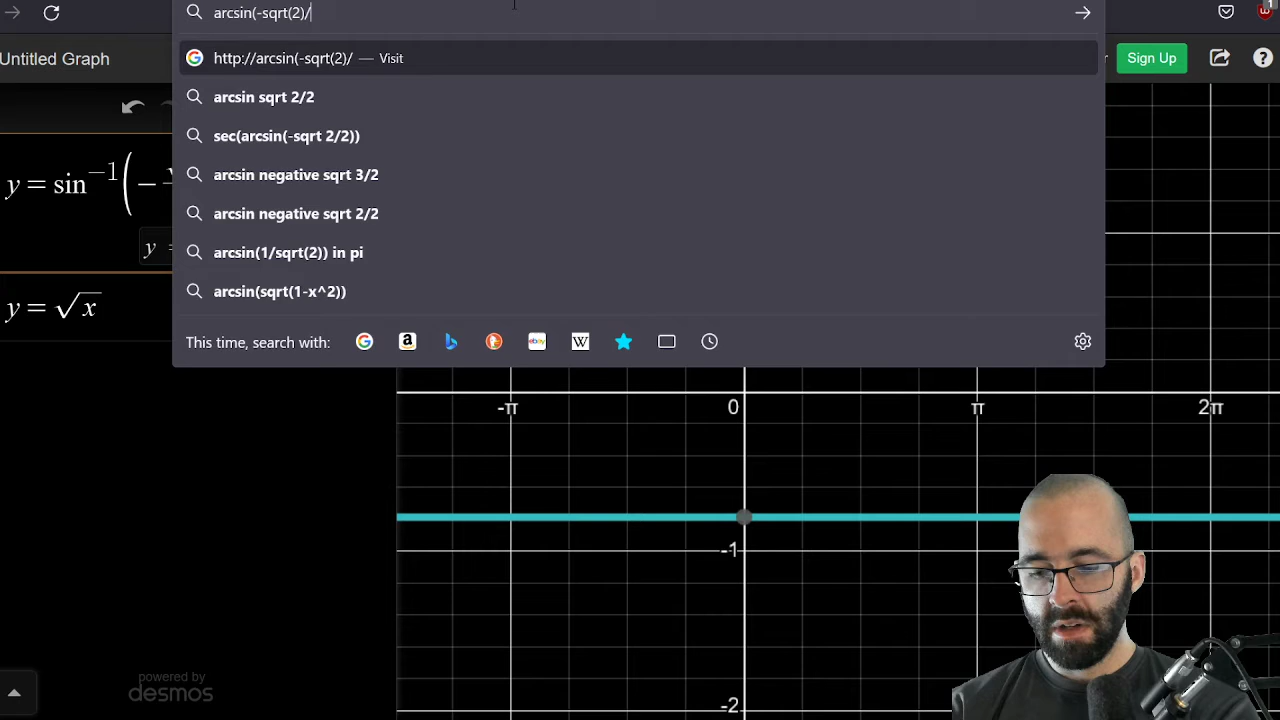 arcsin(-sqrt(2)/
Untitled Graph
Sign Up
http://arcsin(-sqrt(2)/ — Visit
arcsin sqrt 2/2
sec(arcsin(-sqrt 2/2))
arcsin negative sqrt 3/2
arcsin negative sqrt 2/2
arcsin(1/sqrt(2)) in pi
arcsin(sqrt(1-x^2))
This time, search with:
y = sin⁻¹(−
y =
y = √x
-π 0 π 2π
-1
-2
powered by
desmos